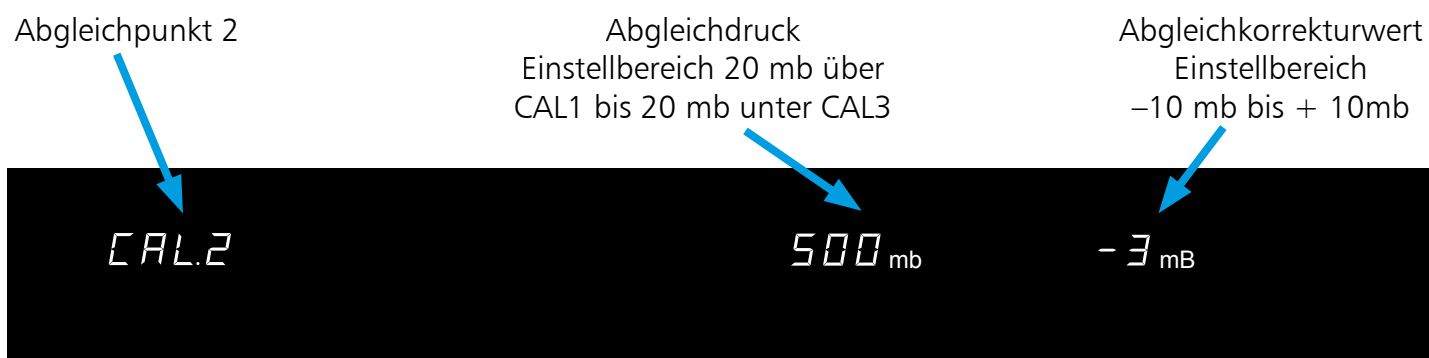 Abgleichpunkt 2
Abgleichdruck
Einstellbereich 20 mb über
CAL1 bis 20 mb unter CAL3
Abgleichkorrekturwert
Einstellbereich
–10 mb bis + 10mb
CAL.2 500 mb -3 mB